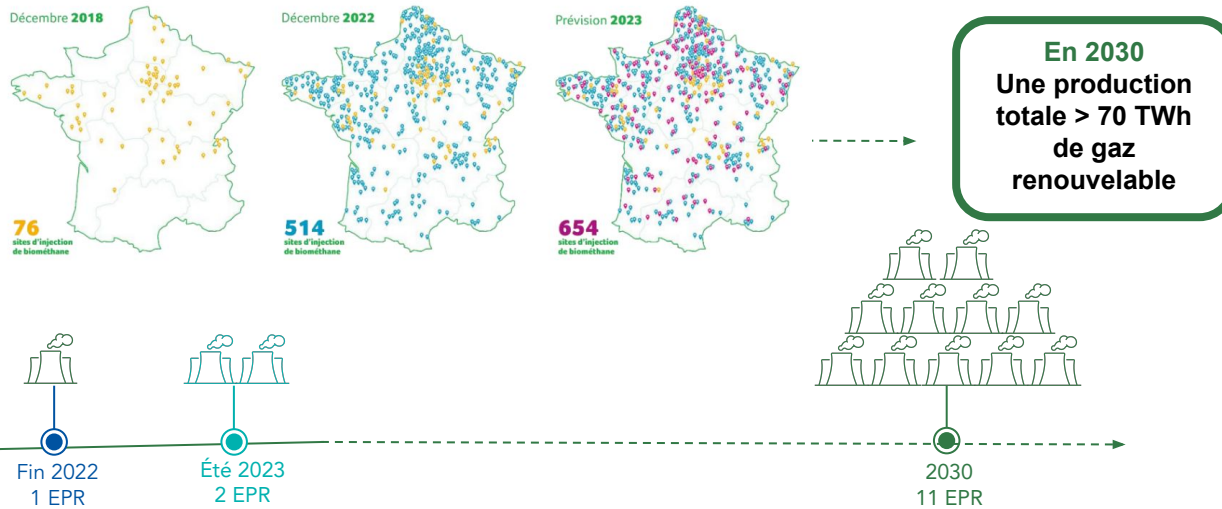 Décembre 2018
76
sites d'injection
de biométhane
Décembre 2022
514
sites d'injection
de biométhane
Prévision 2023
654
sites d'injection
de biométhane
En 2030
Une production
totale > 70 TWh
de gaz
renouvelable
Fin 2022
1 EPR
Été 2023
2 EPR
2030
11 EPR